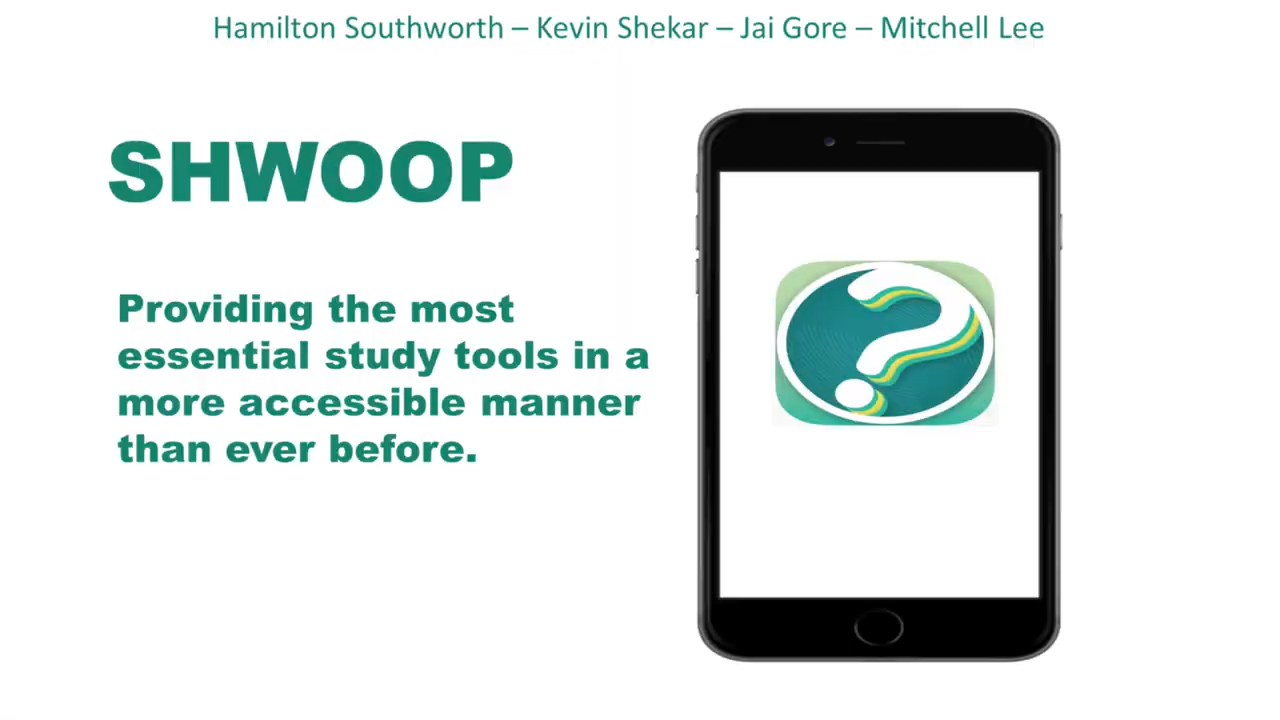 Hamilton Southworth – Kevin Shekar – Jai Gore – Mitchell Lee
SHWOOP
Providing the most
essential study tools in a
more accessible manner
than ever before.